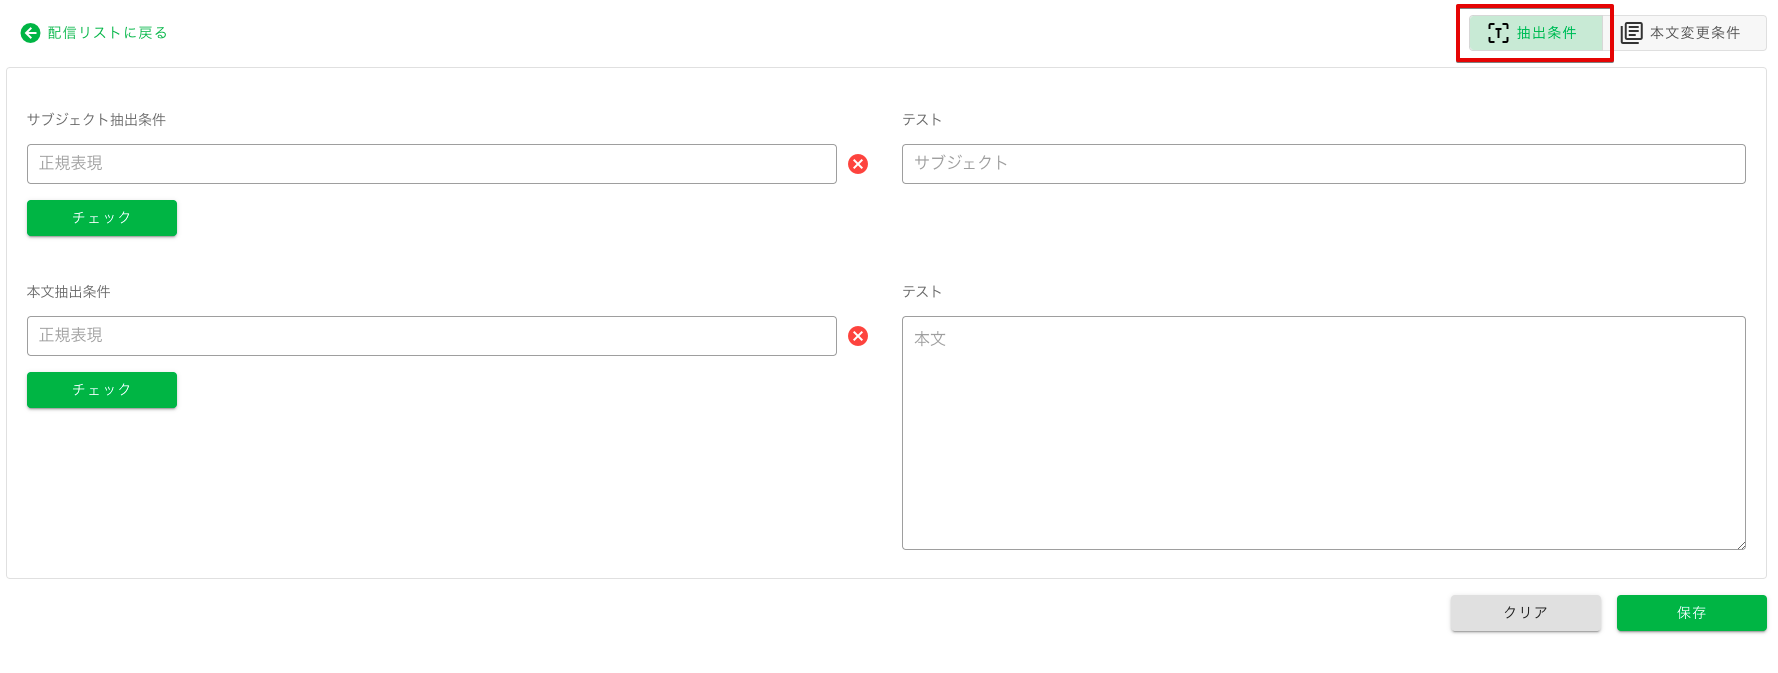 配信リストに戻る
抽出条件
本文変更条件
サブジェクト抽出条件
テスト
正規表現
サブジェクト
チェック
本文抽出条件
テスト
正規表現
本文
チェック
クリア
保存